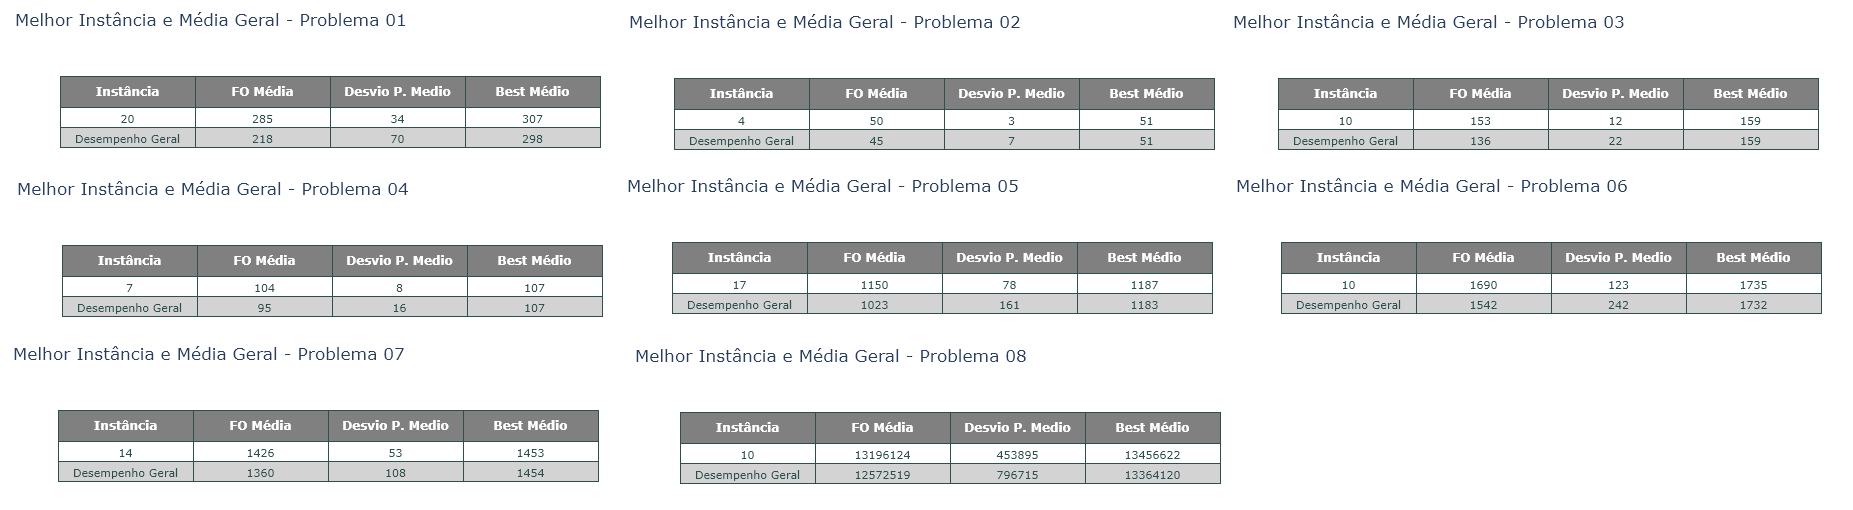 Melhor Instância e Média Geral - Problema 01
Instância FO Média Desvio P. Medio Best Médio
20 285 34 307
Desempenho Geral 218 70 298
Melhor Instância e Média Geral - Problema 02
Instância FO Média Desvio P. Medio Best Médio
4 50 3 51
Desempenho Geral 45 7 51
Melhor Instância e Média Geral - Problema 03
Instância FO Média Desvio P. Medio Best Médio
10 153 12 159
Desempenho Geral 136 22 159
Melhor Instância e Média Geral - Problema 04
Instância FO Média Desvio P. Medio Best Médio
7 104 8 107
Desempenho Geral 95 16 107
Melhor Instância e Média Geral - Problema 05
Instância FO Média Desvio P. Medio Best Médio
17 1150 78 1187
Desempenho Geral 1023 161 1183
Melhor Instância e Média Geral - Problema 06
Instância FO Média Desvio P. Medio Best Médio
10 1690 123 1735
Desempenho Geral 1542 242 1732
Melhor Instância e Média Geral - Problema 07
Instância FO Média Desvio P. Medio Best Médio
14 1426 53 1453
Desempenho Geral 1360 108 1454
Melhor Instância e Média Geral - Problema 08
Instância FO Média Desvio P. Medio Best Médio
10 13196124 453895 13456622
Desempenho Geral 12572519 796715 13364120